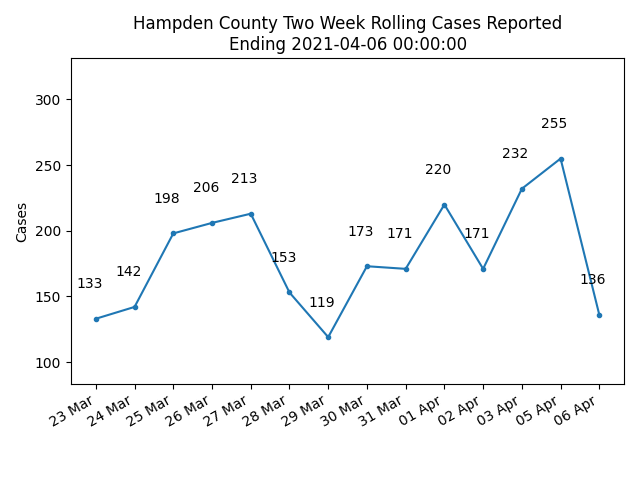 Hampden County Two Week Rolling Cases Reported
Ending 2021-04-06 00:00:00
Cases
300
250
200
150
100
133
142
198
206
213
153
119
173
171
220
171
232
255
136
23 Mar
24 Mar
25 Mar
26 Mar
27 Mar
28 Mar
29 Mar
30 Mar
31 Mar
01 Apr
02 Apr
03 Apr
05 Apr
06 Apr